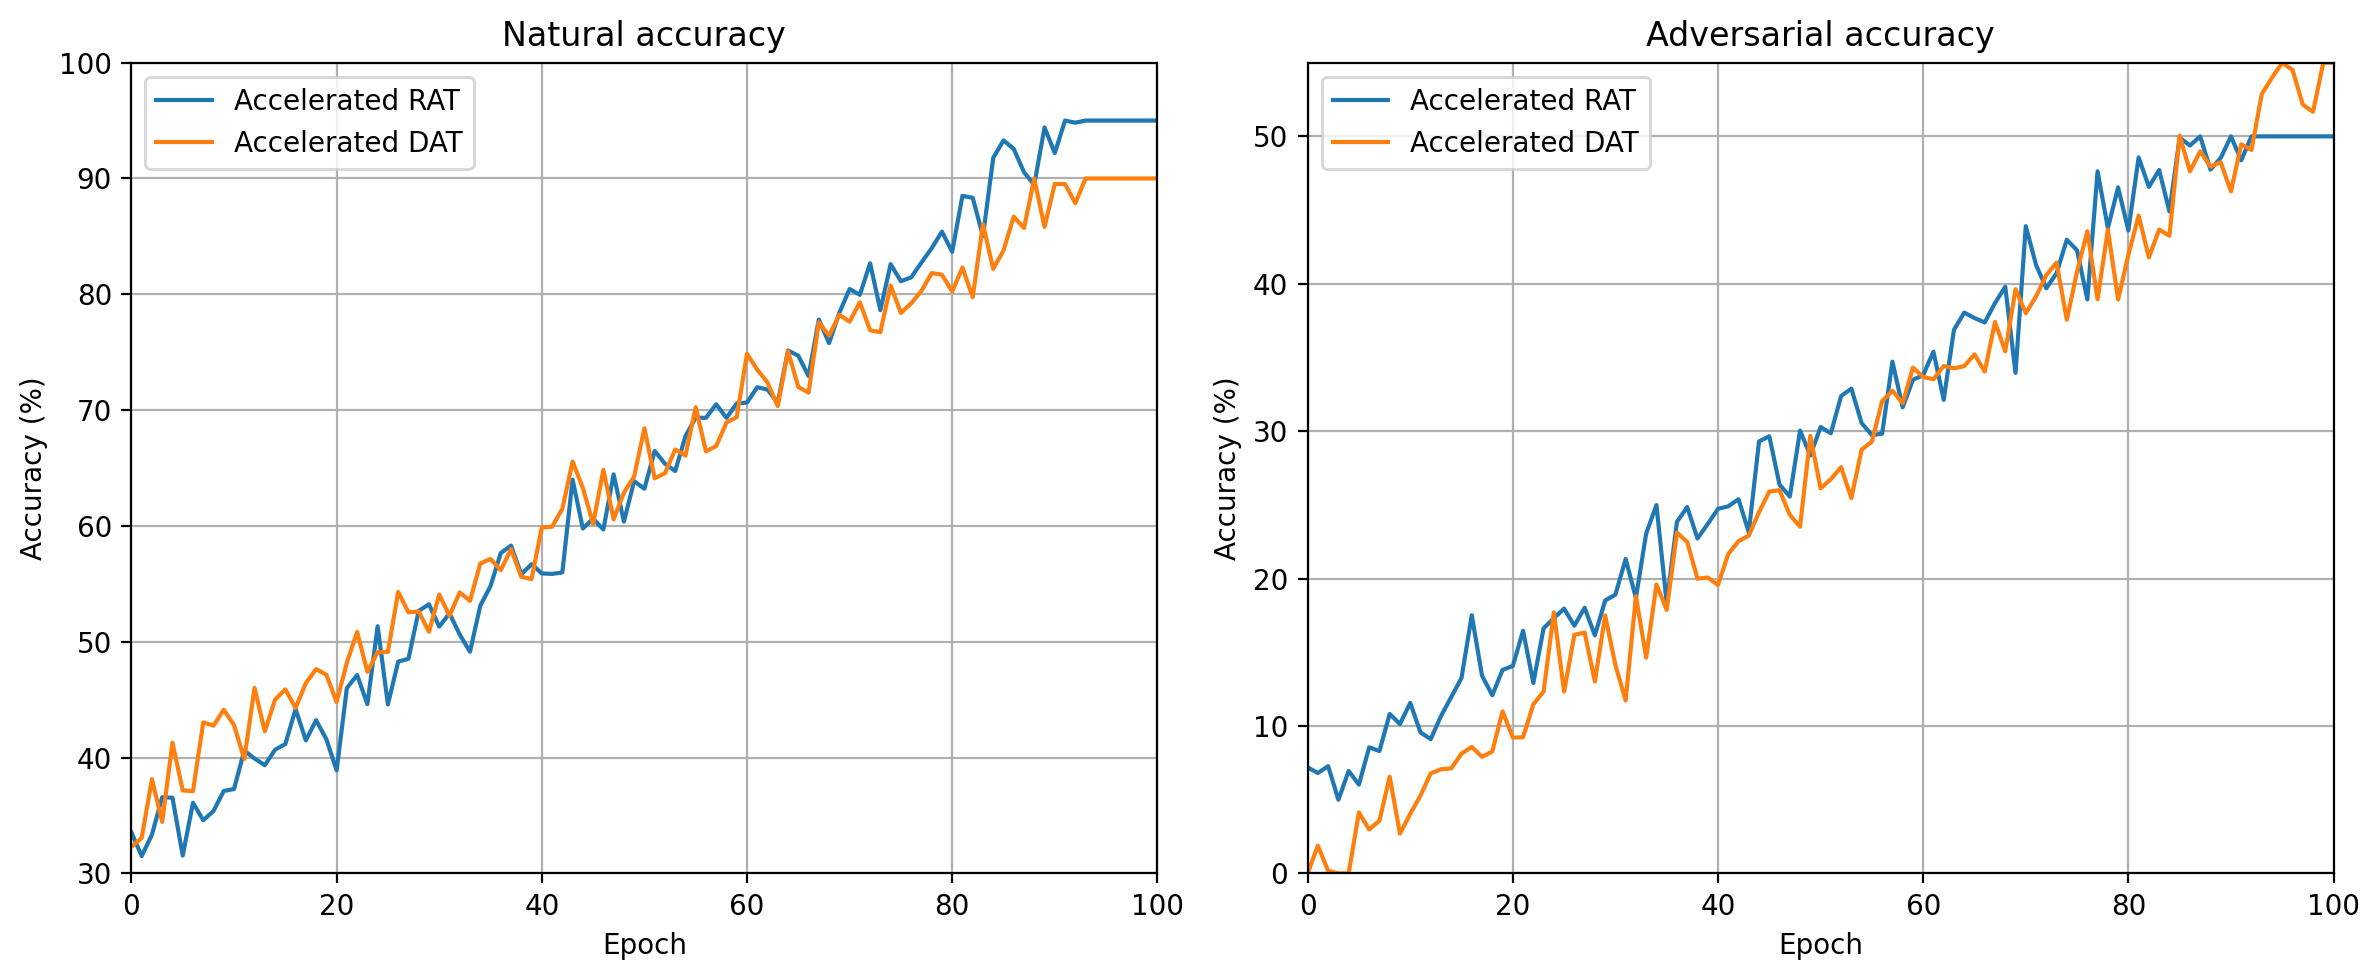 Natural accuracy
100
90
80
70
60
50
40
30
Accuracy (%)
Accelerated RAT
Accelerated DAT
0 20 40 60 80 100
Epoch
Adversarial accuracy
50
40
30
20
10
0
Accuracy (%)
Accelerated RAT
Accelerated DAT
0 20 40 60 80 100
Epoch